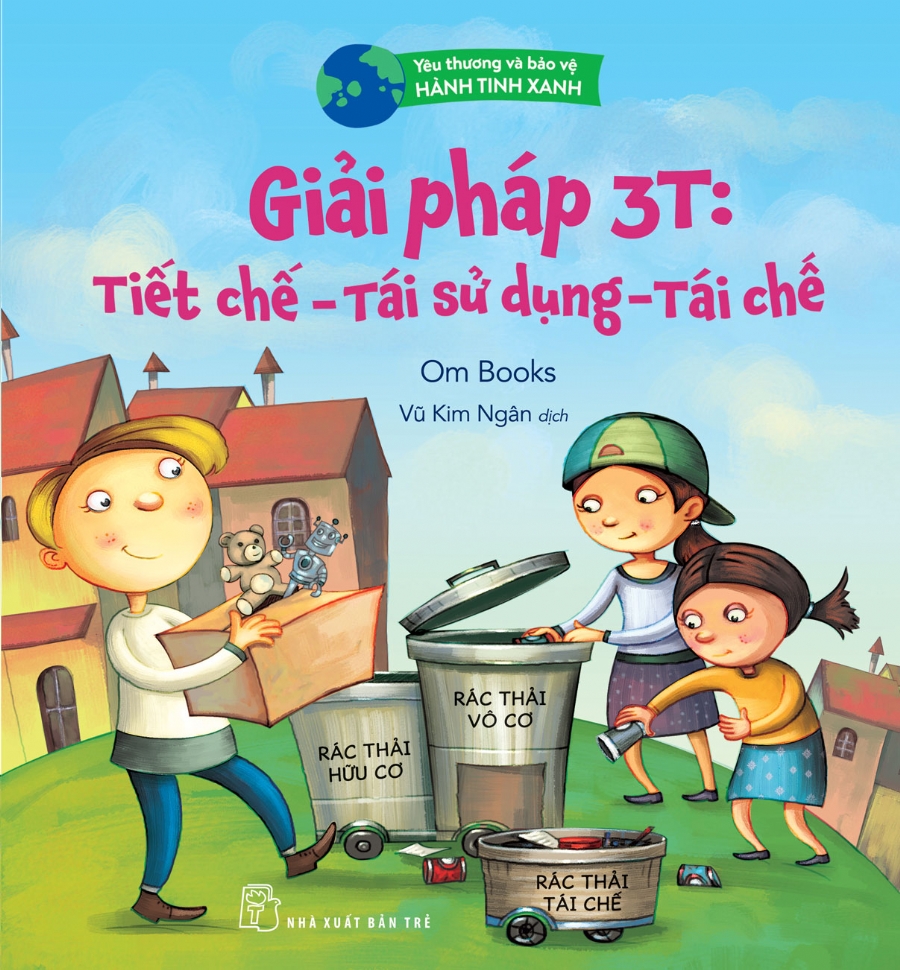 Yêu thương và bảo vệ
HÀNH TINH XANH
Giải pháp 3T:
Tiết chế - Tái sử dụng - Tái chế
Om Books
Vũ Kim Ngân dịch
RÁC THẢI
VÔ CƠ
RÁC THẢI
HỮU CƠ
RÁC THẢI
TÁI CHẾ
NHÀ XUẤT BẢN TRẺ